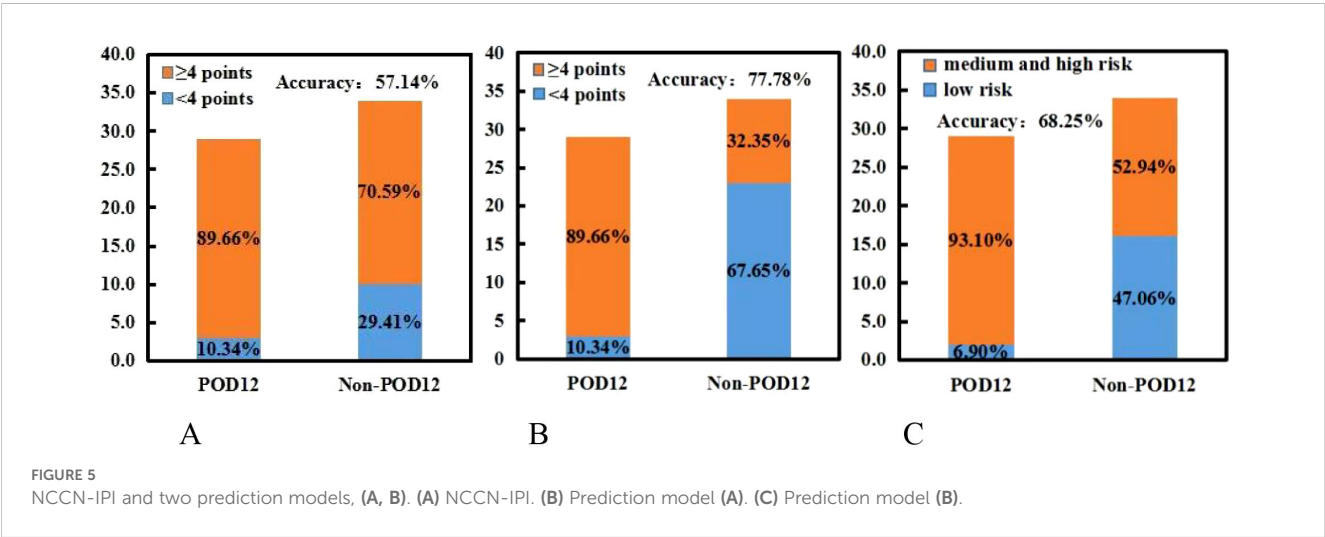 40.0
35.0
30.0
25.0
20.0
15.0
10.0
5.0
0.0
≥4 points
<4 points
Accuracy：57.14%
89.66%
10.34%
70.59%
29.41%
POD12 Non-POD12
A
40
35
30
25
20
15
10
5
0
≥4 points
<4 points
Accuracy：77.78%
89.66%
10.34%
32.35%
67.65%
POD12 Non-POD12
B
40.0
35.0
30.0
25.0
20.0
15.0
10.0
5.0
0.0
medium and high risk
low risk
Accuracy：68.25%
93.10%
6.90%
52.94%
47.06%
POD12 Non-POD12
C
FIGURE 5
NCCN-IPI and two prediction models, (A, B). (A) NCCN-IPI. (B) Prediction model (A). (C) Prediction model (B).